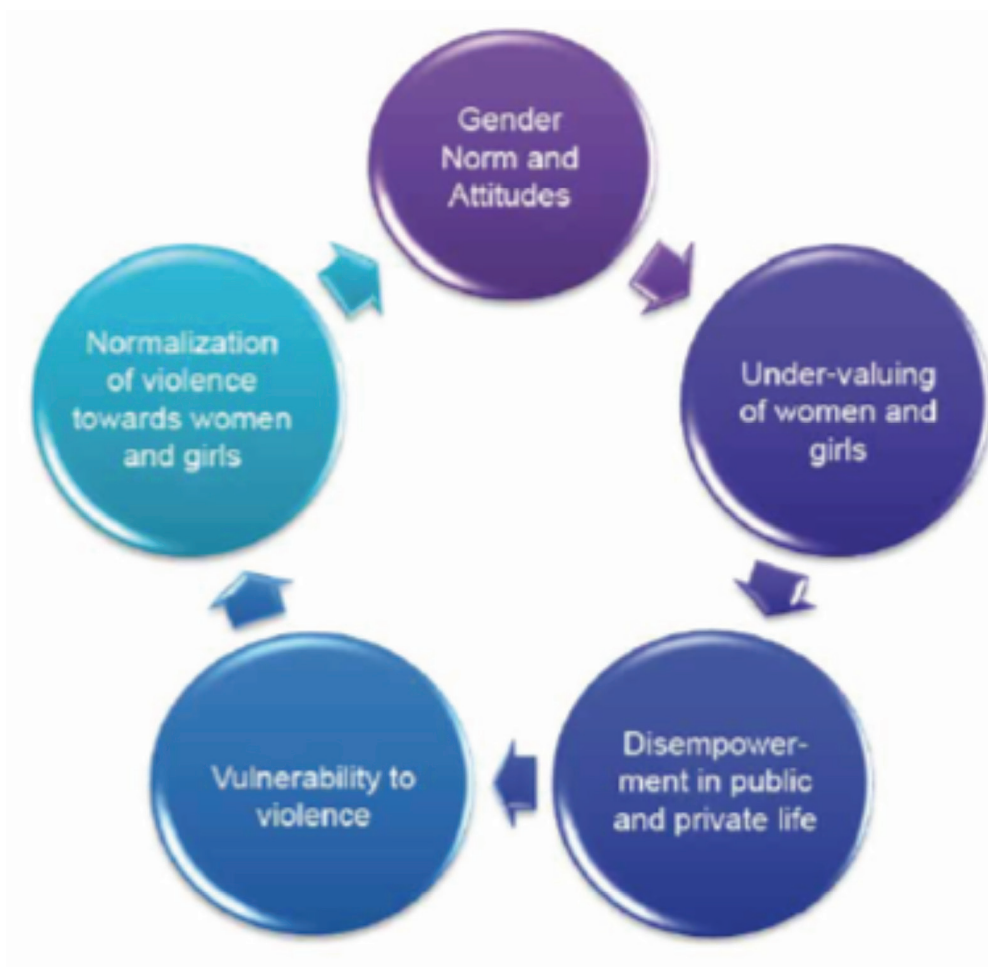 Gender
Norm and
Attitudes
Under-valuing
of women and
girls
Disempower-
ment in public
and private life
Vulnerability to
violence
Normalization
of violence
towards women
and girls